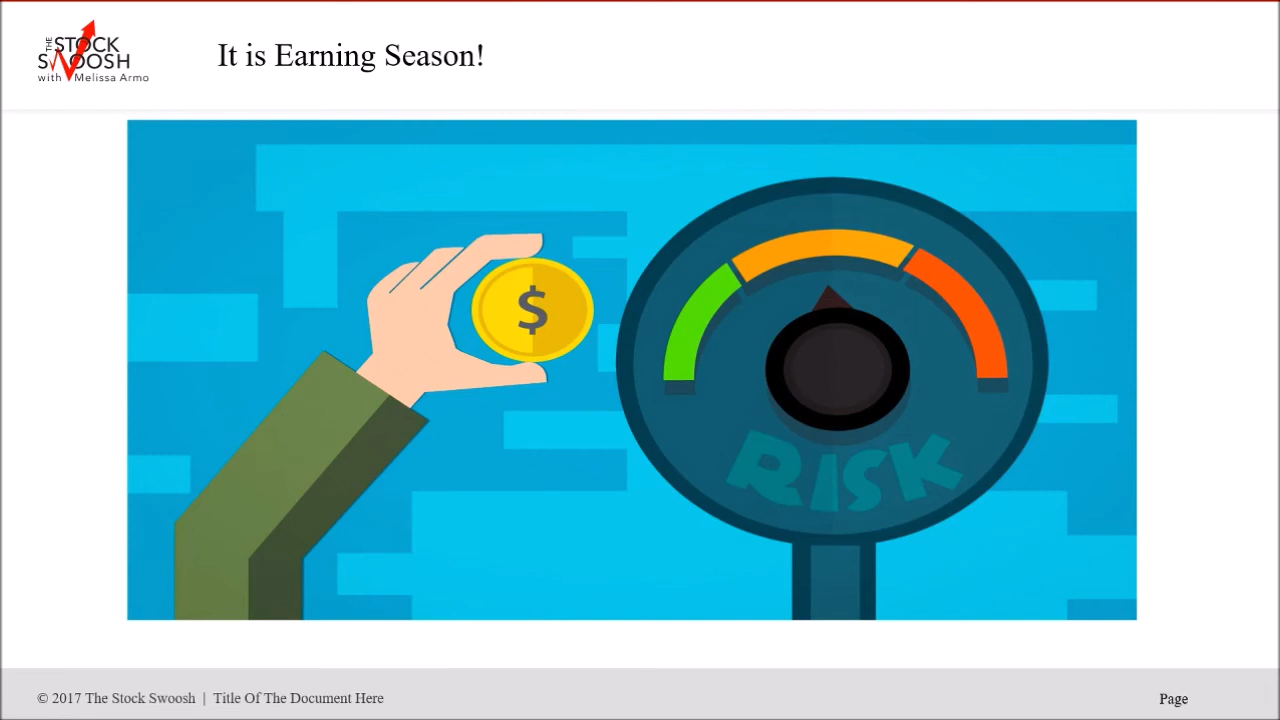 THE
STOCK
SWOOSH
with Melissa Armo
It is Earning Season!
$
RISK
© 2017 The Stock Swoosh | Title Of The Document Here
Page